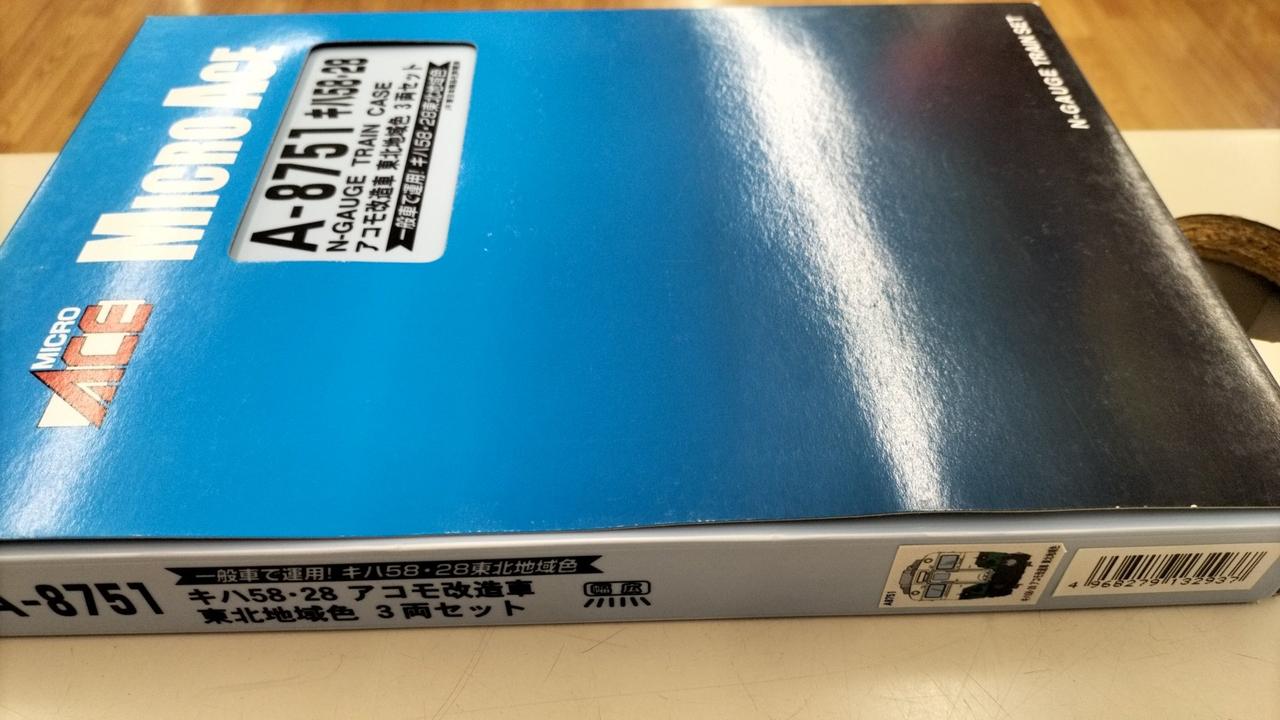 MICRO ACE
MICRO ACE
A-8751 キハ58・28
N-GAUGE TRAIN CASE
アコモ改造車 東北地域色 3両セット
一般車で運用! キハ58・28東北地域色
N-GAUGE TRAIN SET
A-8751
一般車で運用! キハ58・28東北地域色
キハ58・28 アコモ改造車
東北地域色 3両セット
幅広
A8751